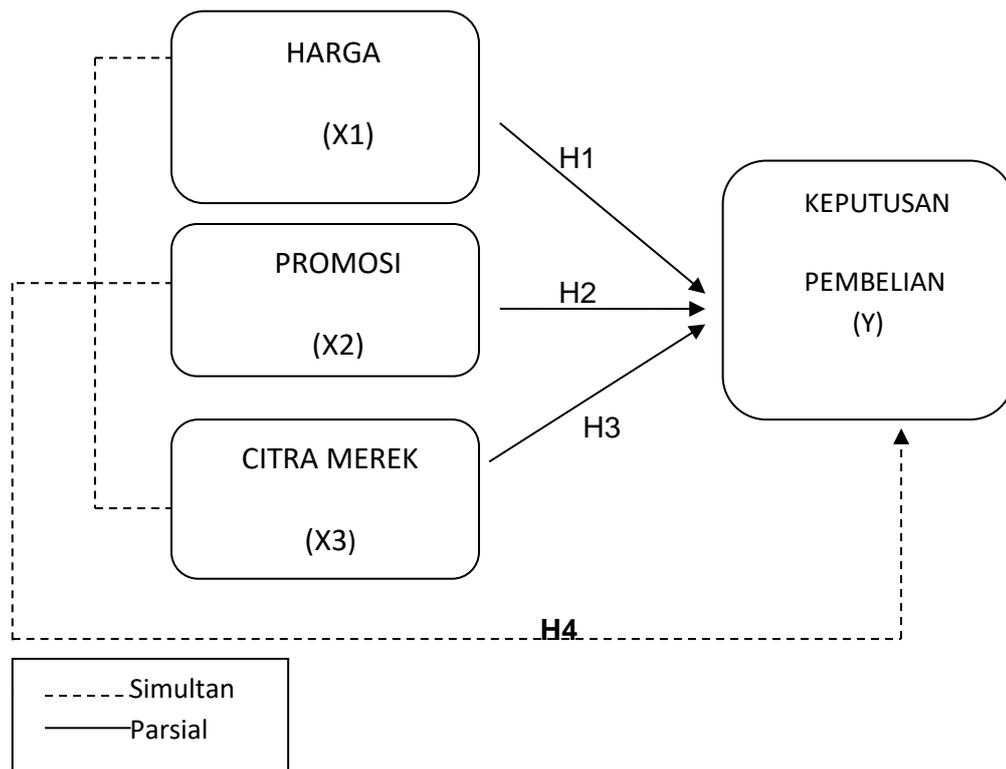 HARGA
(X1)
H1
PROMOSI
(X2)
H2
CITRA MEREK
(X3)
H3
KEPUTUSAN
PEMBELIAN
(Y)
H4
Simultan
Parsial